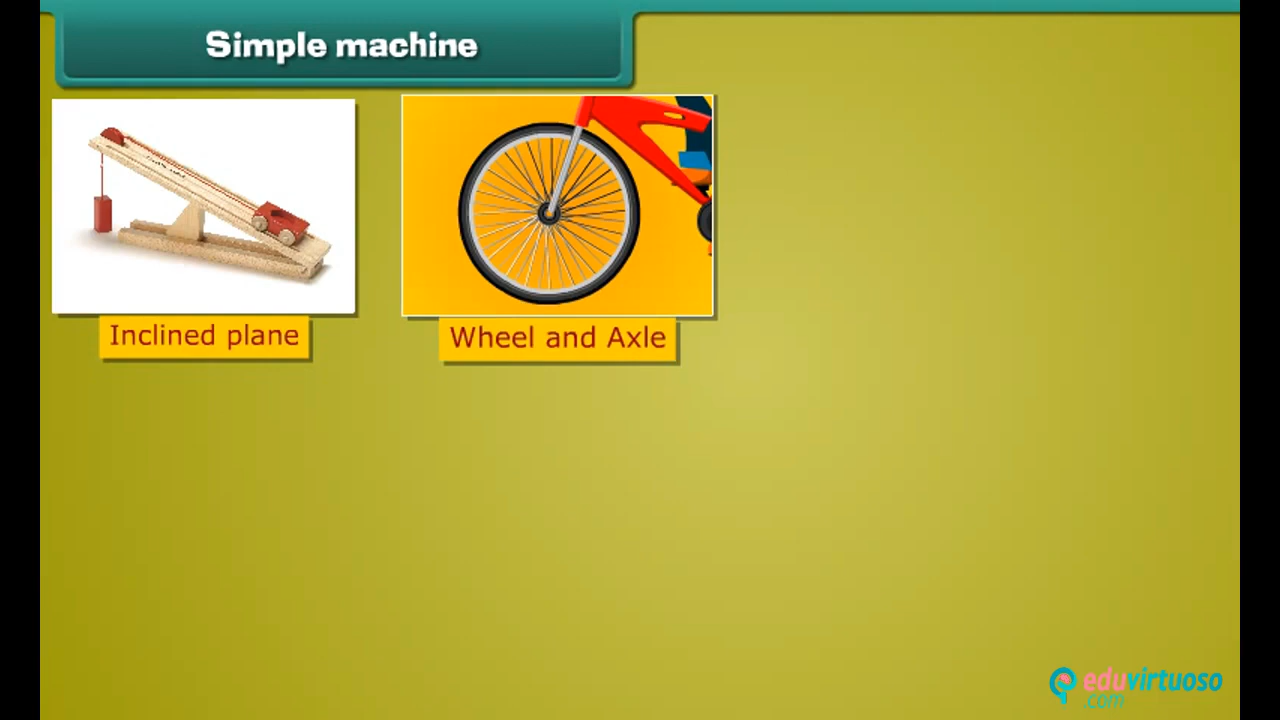 Simple machine
Inclined plane
Wheel and Axle
eduvirtuoso
.com